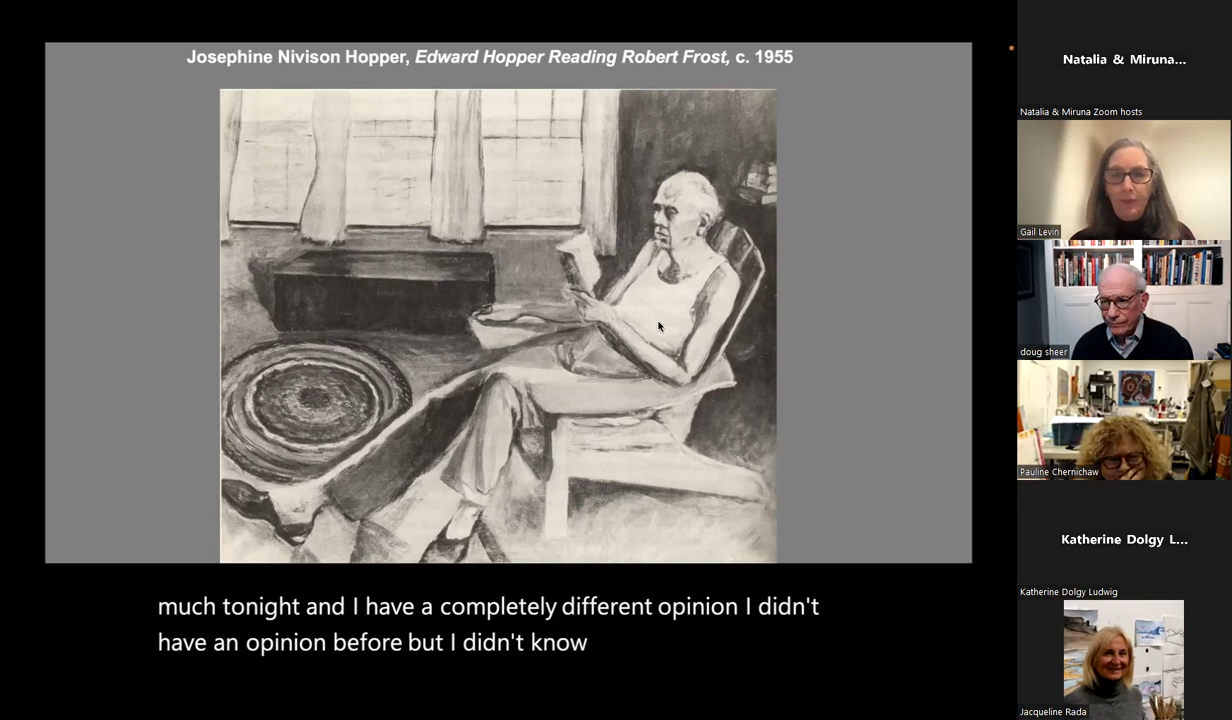 Josephine Nivison Hopper, Edward Hopper Reading Robert Frost, c. 1955
much tonight and I have a completely different opinion I didn't
have an opinion before but I didn't know
Natalia & Miruna...
Natalia & Miruna Zoom hosts
Gail Levin
doug sheer
Pauline Chernichaw
Katherine Dolgy L...
Katherine Dolgy Ludwig
Jacqueline Rada